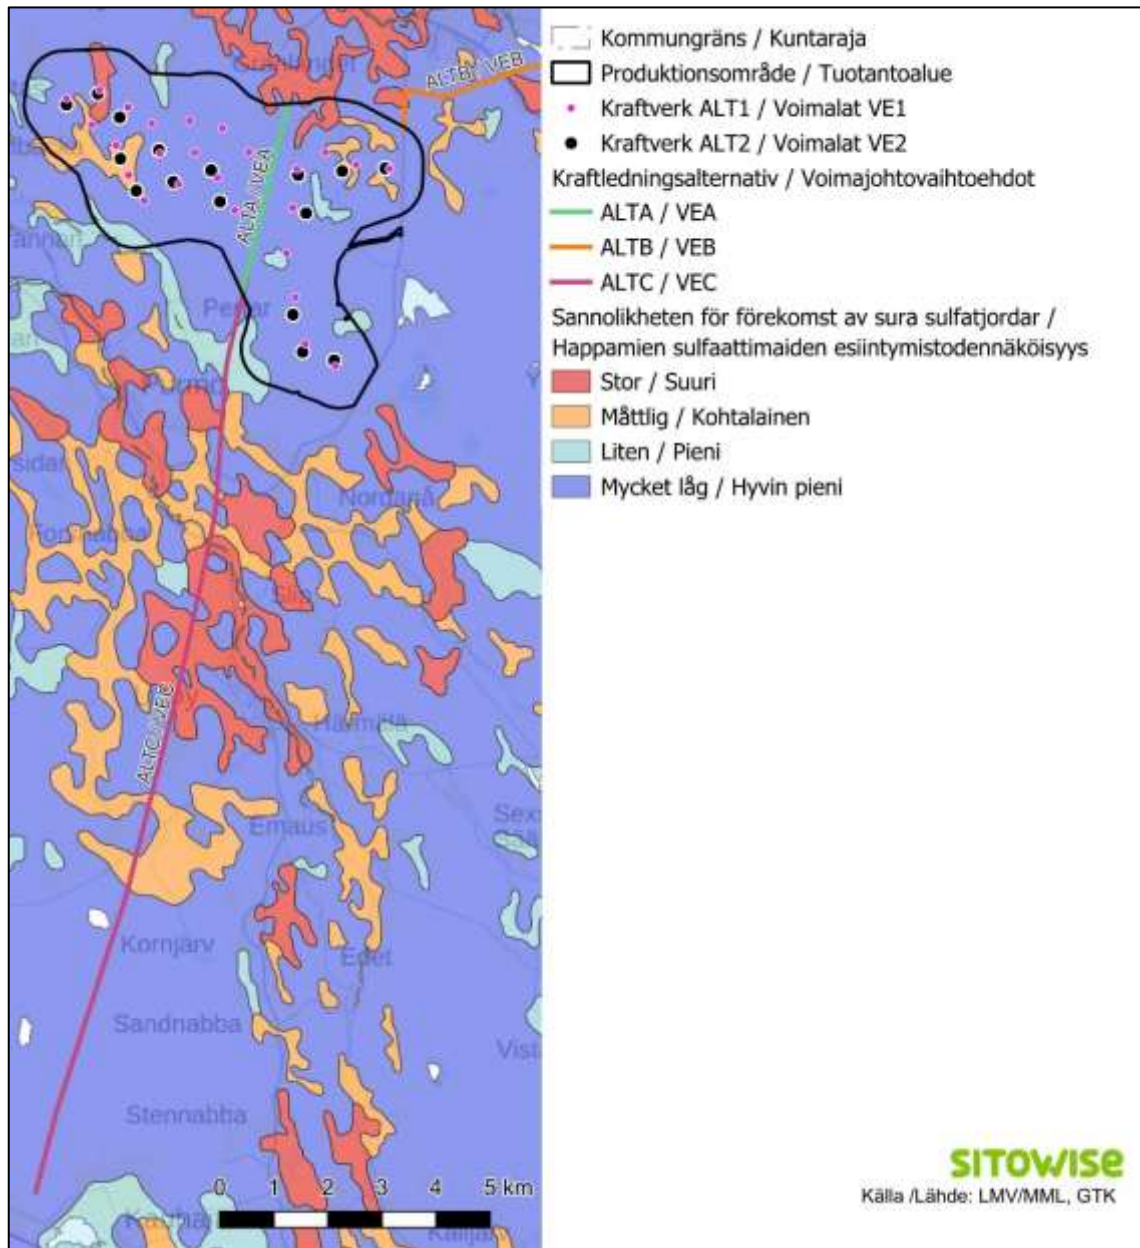 Kommungräns / Kuntaraja
Produktionsområde / Tuotantoalue
Kraftverk ALT1 / Voimalat VE1
Kraftverk ALT2 / Voimalat VE2
Kraftledningsalternativ / Voimajohtovaihtoehdot
ALTA / VEA
ALTB / VEB
ALTC / VEC
Sannolikheten för förekomst av sura sulfatjordar /
Happamien sulfaattimaiden esiintymistodennäköisyys
Stor / Suuri
Måttlig / Kohtalainen
Liten / Pieni
Mycket låg / Hyvin pieni
ALTB / VEB
ALTA / VEA
Purmo
Nordanå
Emaus
Kornjärv
Edet
Sandnabba
Stennabba
ALTC / VEC
0 1 2 3 4 5 km
SITOWISE
Källa /Lähde: LMV/MML, GTK